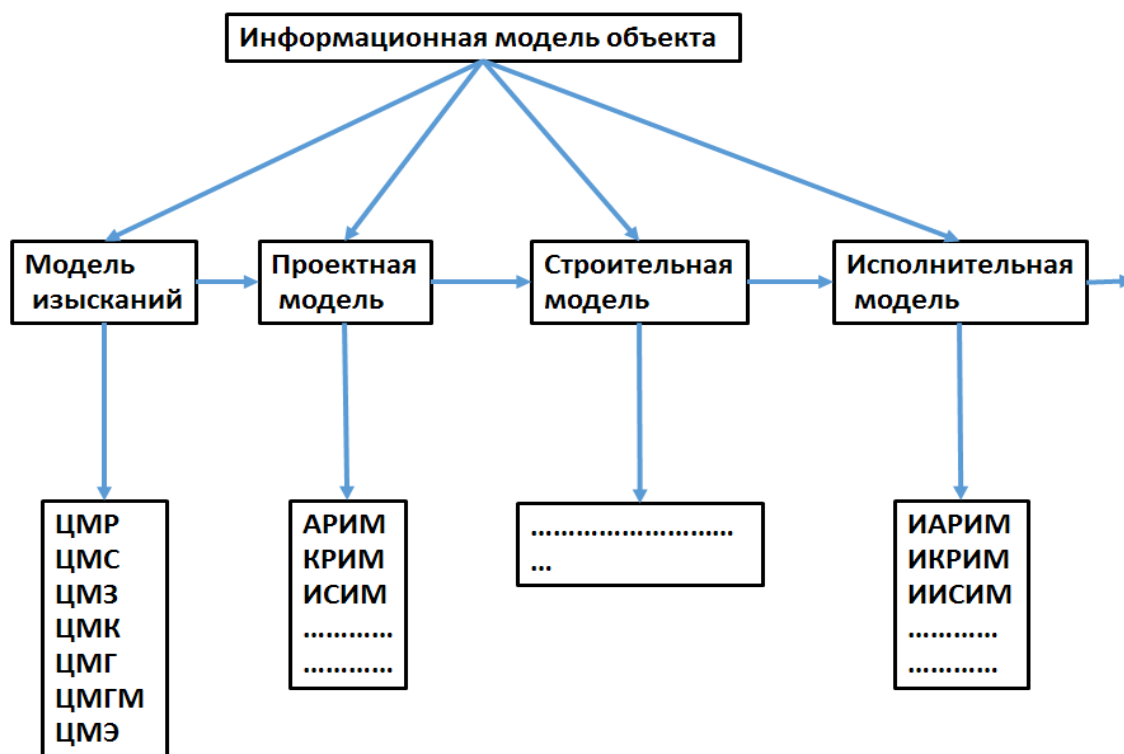 Информационная модель объекта
Модель
изысканий
Проектная
модель
Строительная
модель
Исполнительная
модель
ЦМР
ЦМС
ЦМЗ
ЦМК
ЦМГ
ЦМГМ
ЦМЭ
АРИМ
КРИМ
ИСИМ
…………
…………
……………………
…
ИАРИМ
ИКРИМ
ИИСИМ
…………
…………